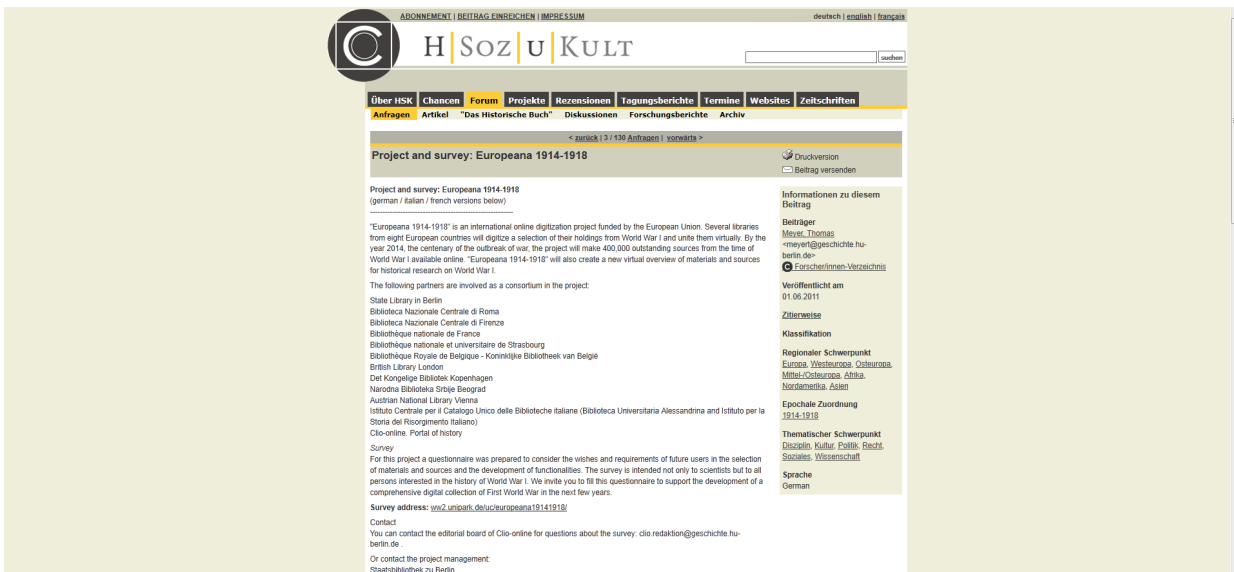 ABONNEMENT | BEITRAG EINREICHEN | IMPRESSUM
deutsch | english | français
C
H|SOZ|U|KULT
suchen
Über HSK Chancen Forum Projekte Rezensionen Tagungsberichte Termine Websites Zeitschriften
Anfragen Artikel "Das Historische Buch" Diskussionen Forschungsberichte Archiv
< zurück | 3 / 130 Anfragen | vorwärts >
Project and survey: Europeana 1914-1918
Druckversion
Beitrag versenden
Project and survey: Europeana 1914-1918
(german / italian / french versions below)
------------------------------------------------------------
"Europeana 1914-1918" is an international online digitization project funded by the European Union. Several libraries
from eight European countries will digitize a selection of their holdings from World War I and unite them virtually. By the
year 2014, the centenary of the outbreak of war, the project will make 400,000 outstanding sources from the time of
World War I available online. "Europeana 1914-1918" will also create a new virtual overview of materials and sources
for historical research on World War I.
The following partners are involved as a consortium in the project:
State Library in Berlin
Biblioteca Nazionale Centrale di Roma
Biblioteca Nazionale Centrale di Firenze
Bibliothèque nationale de France
Bibliothèque nationale et universitaire de Strasbourg
Bibliothèque Royale de Belgique - Koninklijke Bibliotheek van België
British Library London
Det Kongelige Bibliotek Kopenhagen
Narodna Biblioteka Srbije Beograd
Austrian National Library Vienna
Istituto Centrale per il Catalogo Unico delle Biblioteche italiane (Biblioteca Universitaria Alessandrina and Istituto per la
Storia del Risorgimento Italiano)
Clio-online. Portal of history
Survey
For this project a questionnaire was prepared to consider the wishes and requirements of future users in the selection
of materials and sources and the development of functionalities. The survey is intended not only to scientists but to all
persons interested in the history of World War I. We invite you to fill this questionnaire to support the development of a
comprehensive digital collection of First World War in the next few years.
Survey address: ww2.unipark.de/uc/europeana19141918/
Contact
You can contact the editorial board of Clio-online for questions about the survey: clio.redaktion@geschichte.hu-
berlin.de .
Or contact the project management:
Staatsbibliothek zu Berlin
Informationen zu diesem
Beitrag
Beiträger
Meyer, Thomas
<meyert@geschichte.hu-
berlin.de>
C Forscher/innen-Verzeichnis
Veröffentlicht am
01.06.2011
Zitierweise
Klassifikation
Regionaler Schwerpunkt
Europa, Westeuropa, Osteuropa,
Mittel-/Osteuropa, Afrika,
Nordamerika, Asien
Epochale Zuordnung
1914-1918
Thematischer Schwerpunkt
Disziplin, Kultur, Politik, Recht,
Soziales, Wissenschaft
Sprache
German